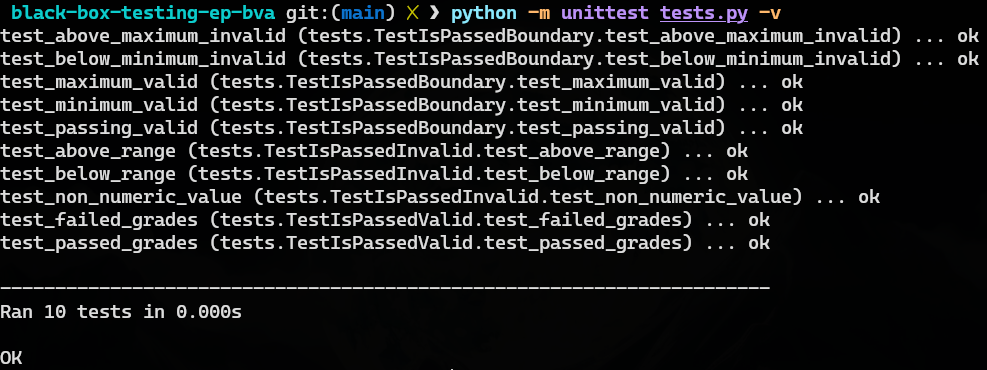 black-box-testing-ep-bva git:(main) ✗ ❯ python -m unittest tests.py -v
test_above_maximum_invalid (tests.TestIsPassedBoundary.test_above_maximum_invalid) ... ok
test_below_minimum_invalid (tests.TestIsPassedBoundary.test_below_minimum_invalid) ... ok
test_maximum_valid (tests.TestIsPassedBoundary.test_maximum_valid) ... ok
test_minimum_valid (tests.TestIsPassedBoundary.test_minimum_valid) ... ok
test_passing_valid (tests.TestIsPassedBoundary.test_passing_valid) ... ok
test_above_range (tests.TestIsPassedInvalid.test_above_range) ... ok
test_below_range (tests.TestIsPassedInvalid.test_below_range) ... ok
test_non_numeric_value (tests.TestIsPassedInvalid.test_non_numeric_value) ... ok
test_failed_grades (tests.TestIsPassedValid.test_failed_grades) ... ok
test_passed_grades (tests.TestIsPassedValid.test_passed_grades) ... ok
----------------------------------------------------------------------
Ran 10 tests in 0.000s
OK